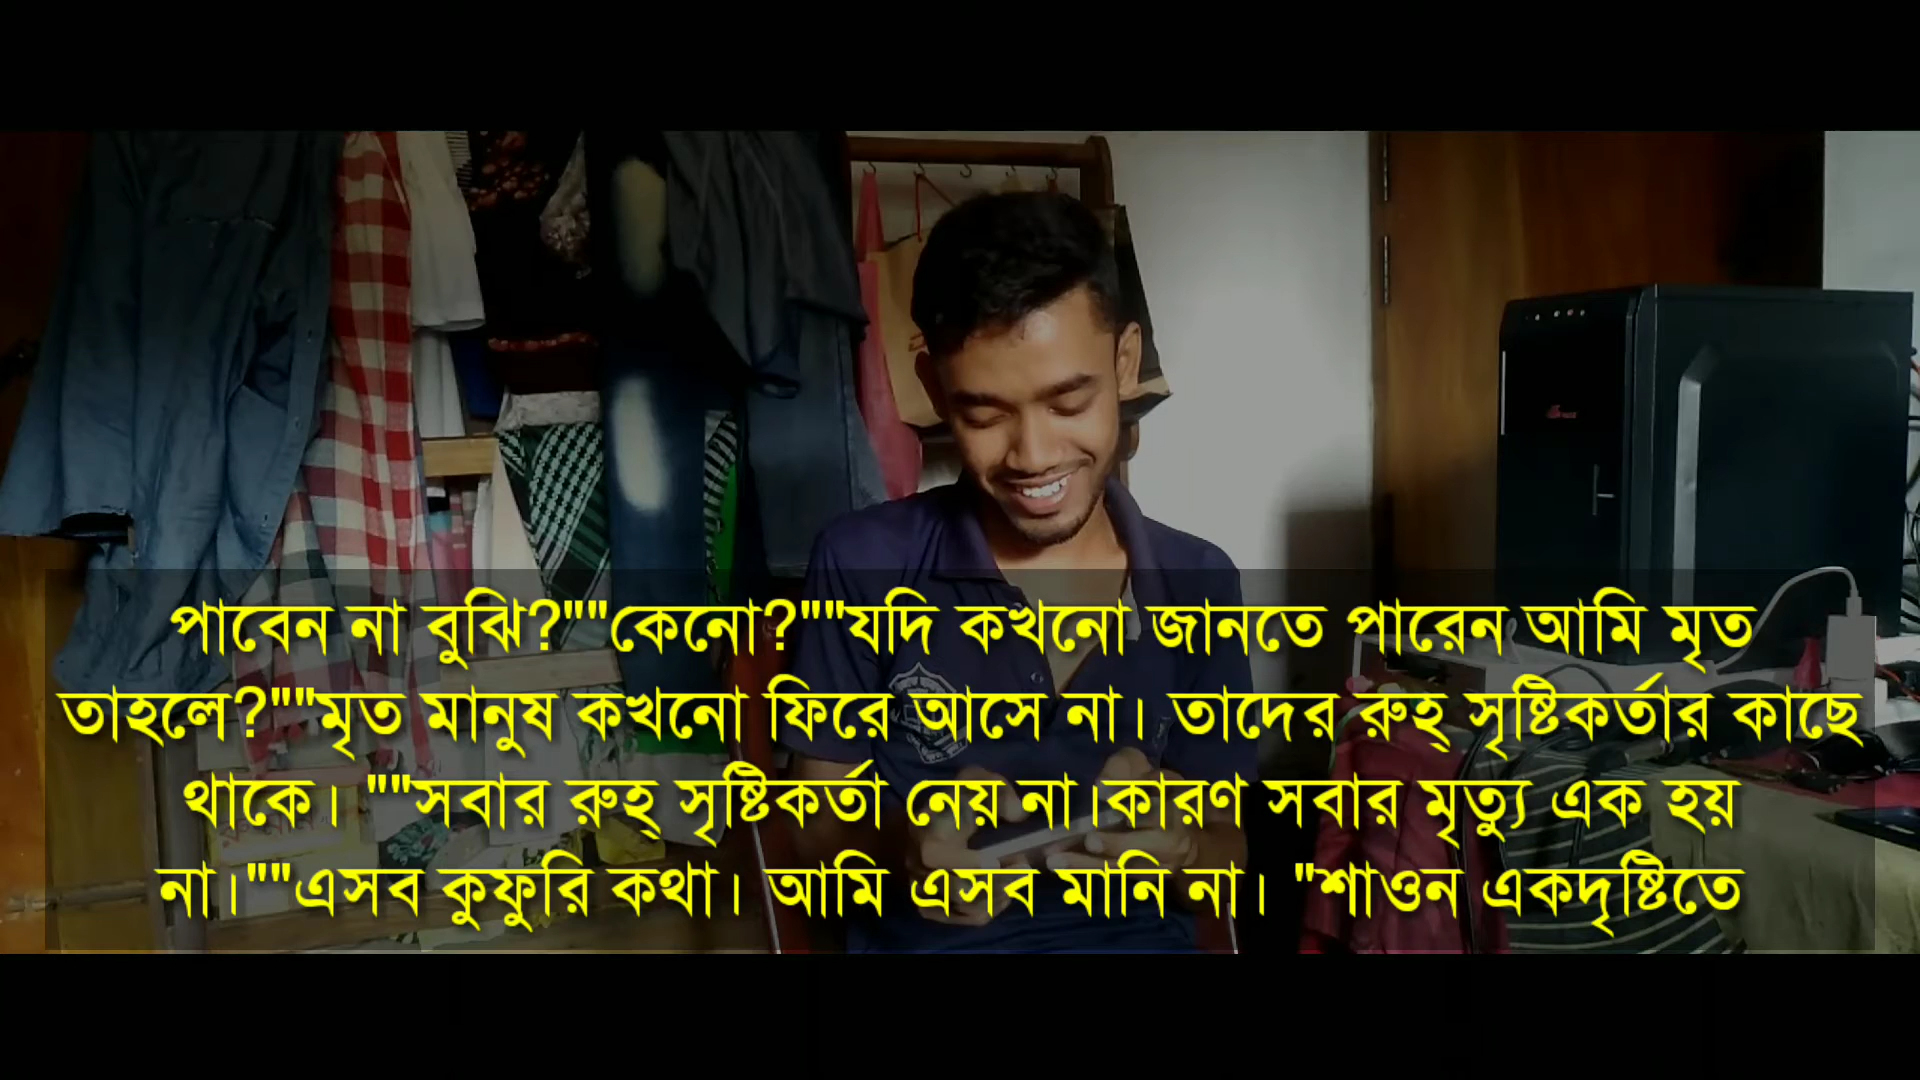 পাবেন না বুঝি?""কেনো?""যদি কখনো জানতে পারেন আমি মৃত
তাহলে?""মৃত মানুষ কখনো ফিরে আসে না। তাদের রুহ্ সৃষ্টিকর্তার কাছে
থাকে। ""সবার রুহ্ সৃষ্টিকর্তা নেয় না।কারণ সবার মৃত্যু এক হয়
না।""এসব কুফুরি কথা। আমি এসব মানি না। "শাওন একদৃষ্টিতে